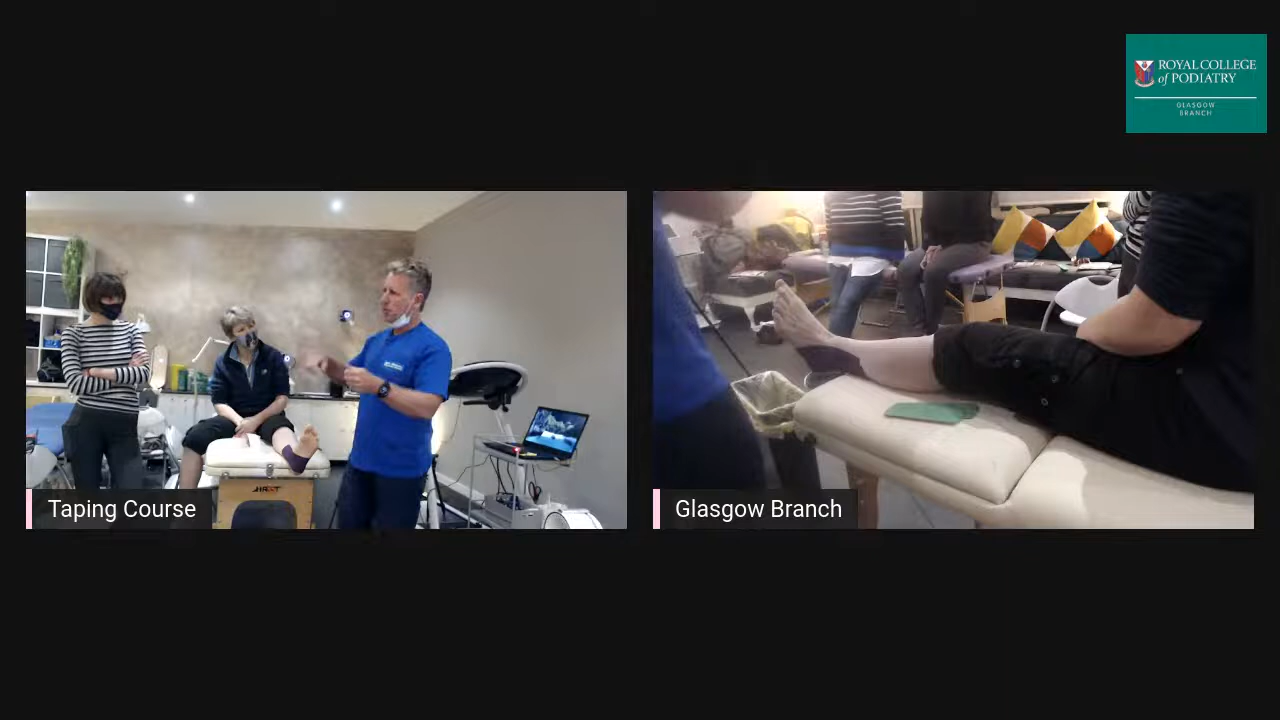 ROYAL COLLEGE
of PODIATRY
GLASGOW
BRANCH
Taping Course
Glasgow Branch